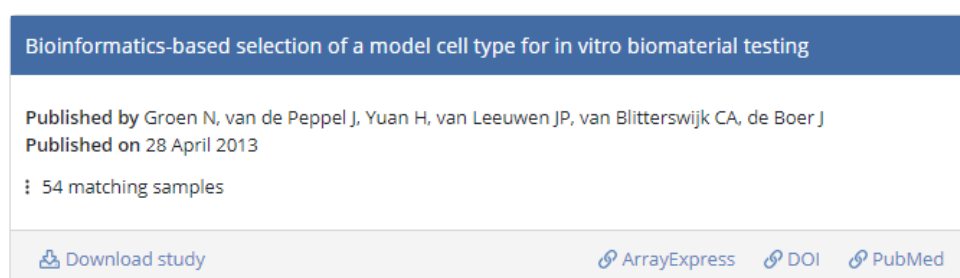 Bioinformatics-based selection of a model cell type for in vitro biomaterial testing
Published by Groen N, van de Peppel J, Yuan H, van Leeuwen JP, van Blitterswijk CA, de Boer J
Published on 28 April 2013
54 matching samples
Download study ArrayExpress DOI PubMed